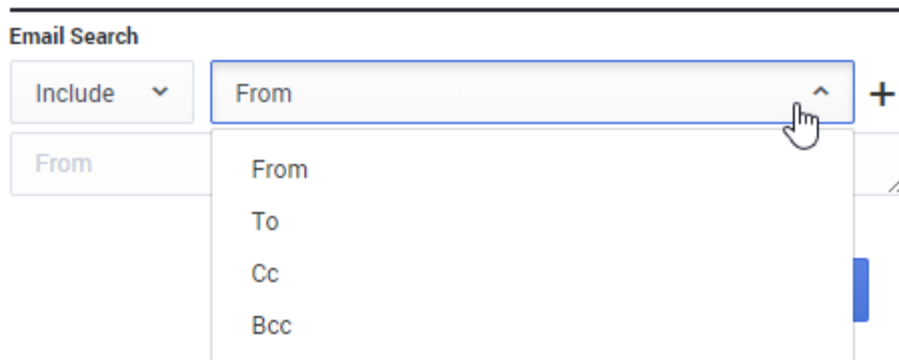 Email Search
Include From +
From
From
To
Cc
Bcc